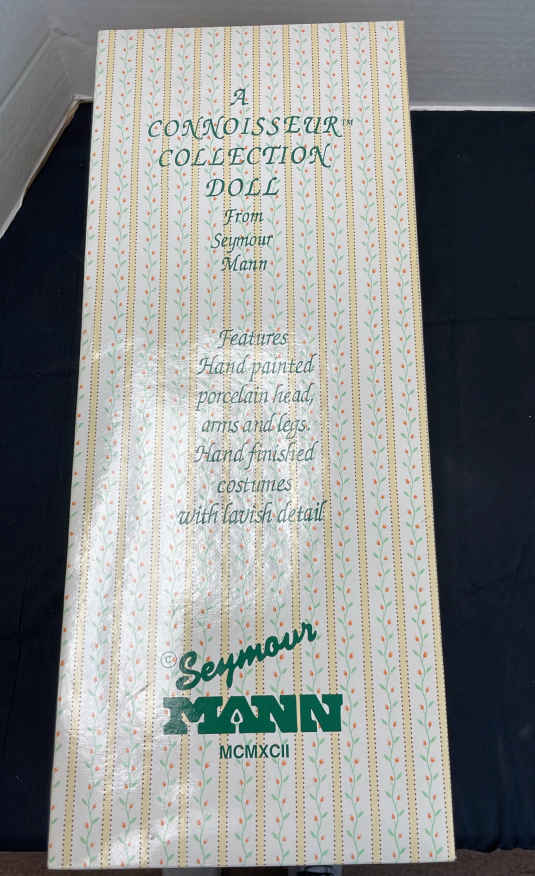 A
CONNOISSEUR™
COLLECTION
DOLL
From
Seymour
Mann
Features
Hand painted
porcelain head,
arms and legs.
Hand finished
costumes
with lavish detail
© Seymour
MANN
MCMXCII